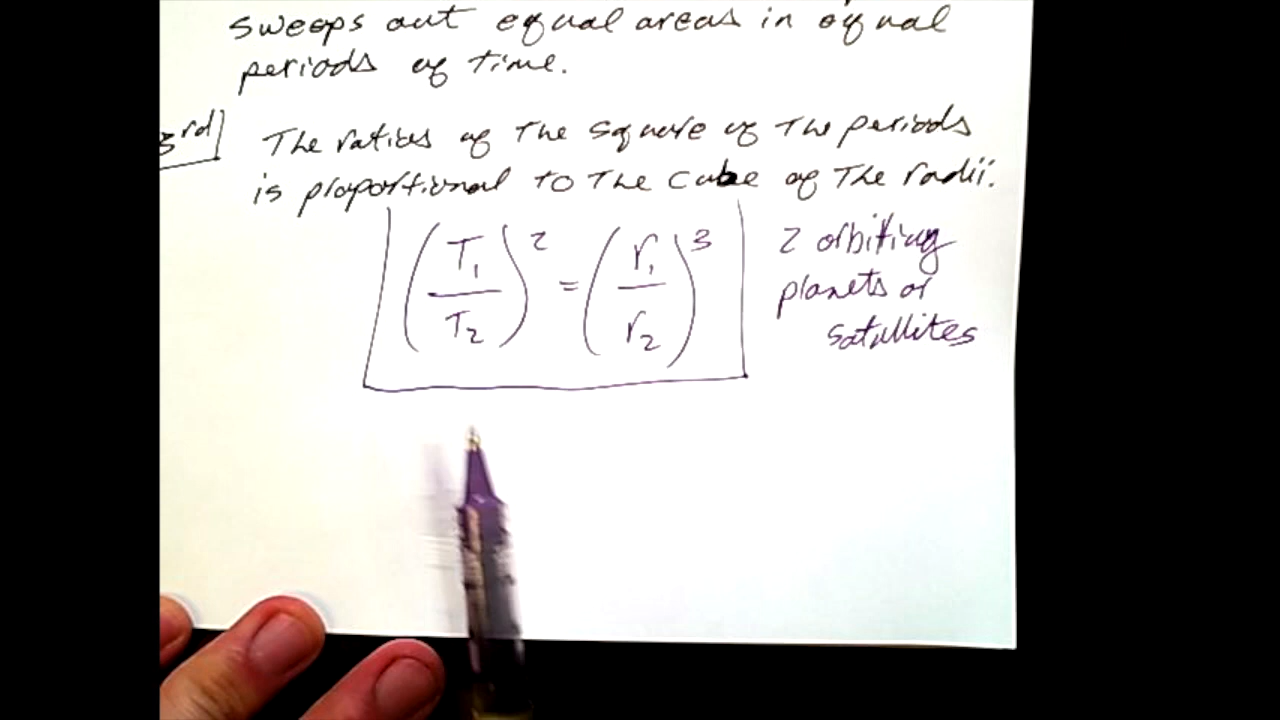 sweeps out equal areas in equal
periods of time.
3rd
The ratios of the square of the periods
is proportional to the cube of the radii.
(T₁/T₂)² = (r₁/r₂)³
2 orbiting
planets or
satallites